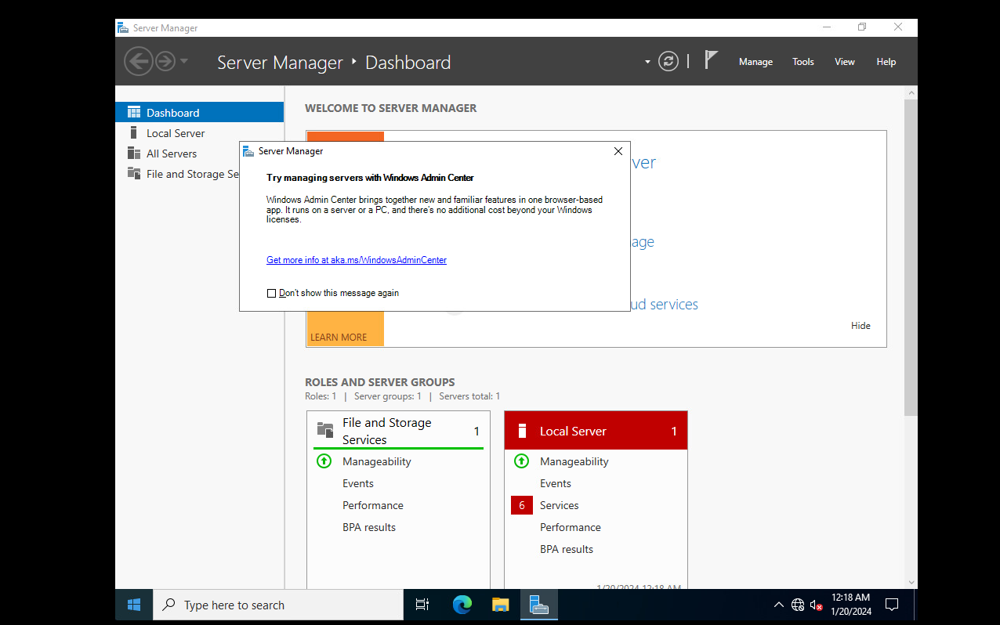 Server Manager
Server Manager Dashboard
Manage Tools View Help
Dashboard
Local Server
All Servers
File and Storage Se
WELCOME TO SERVER MANAGER
ver
age
ud services
Server Manager
Try managing servers with Windows Admin Center
Windows Admin Center brings together new and familiar features in one browser-based
app. It runs on a server or a PC, and there's no additional cost beyond your Windows
licenses.
Get more info at aka.ms/WindowsAdminCenter
Don't show this message again
LEARN MORE
Hide
ROLES AND SERVER GROUPS
Roles: 1 | Server groups: 1 | Servers total: 1
File and Storage
Services
1
Manageability
Events
Performance
BPA results
Local Server 1
Manageability
Events
6 Services
Performance
BPA results
1/20/2024 12:18 AM
Type here to search
12:18 AM
1/20/2024